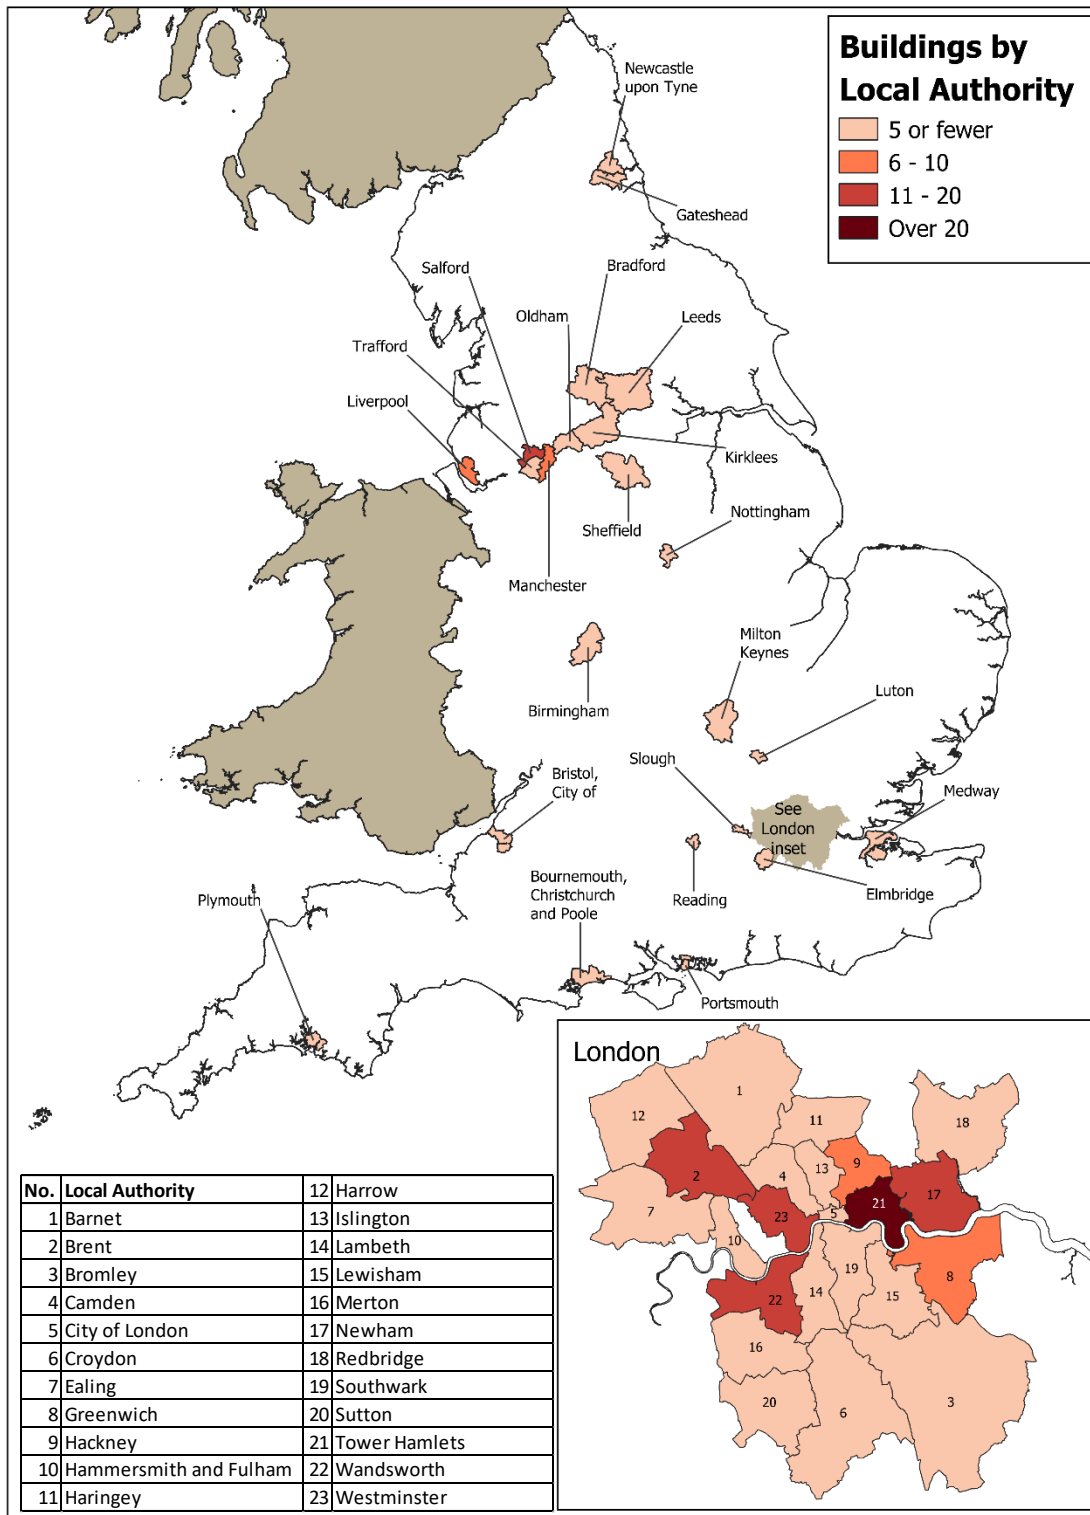 Buildings by
Local Authority
5 or fewer
6 - 10
11 - 20
Over 20
Newcastle
upon Tyne
Gateshead
Salford
Bradford
Oldham
Leeds
Trafford
Liverpool
Kirklees
Sheffield
Nottingham
Manchester
Milton
Keynes
Birmingham
Luton
Slough
Bristol,
City of
See
London
inset
Medway
Bournemouth,
Christchurch
and Poole
Plymouth
Reading
Elmbridge
Portsmouth
London
1
12
11
18
9
4
13
2
17
21
7
23
5
10
19
8
14
22
15
16
20
6
3
No. Local Authority
1 Barnet
2 Brent
3 Bromley
4 Camden
5 City of London
6 Croydon
7 Ealing
8 Greenwich
9 Hackney
10 Hammersmith and Fulham
11 Haringey
12 Harrow
13 Islington
14 Lambeth
15 Lewisham
16 Merton
17 Newham
18 Redbridge
19 Southwark
20 Sutton
21 Tower Hamlets
22 Wandsworth
23 Westminster